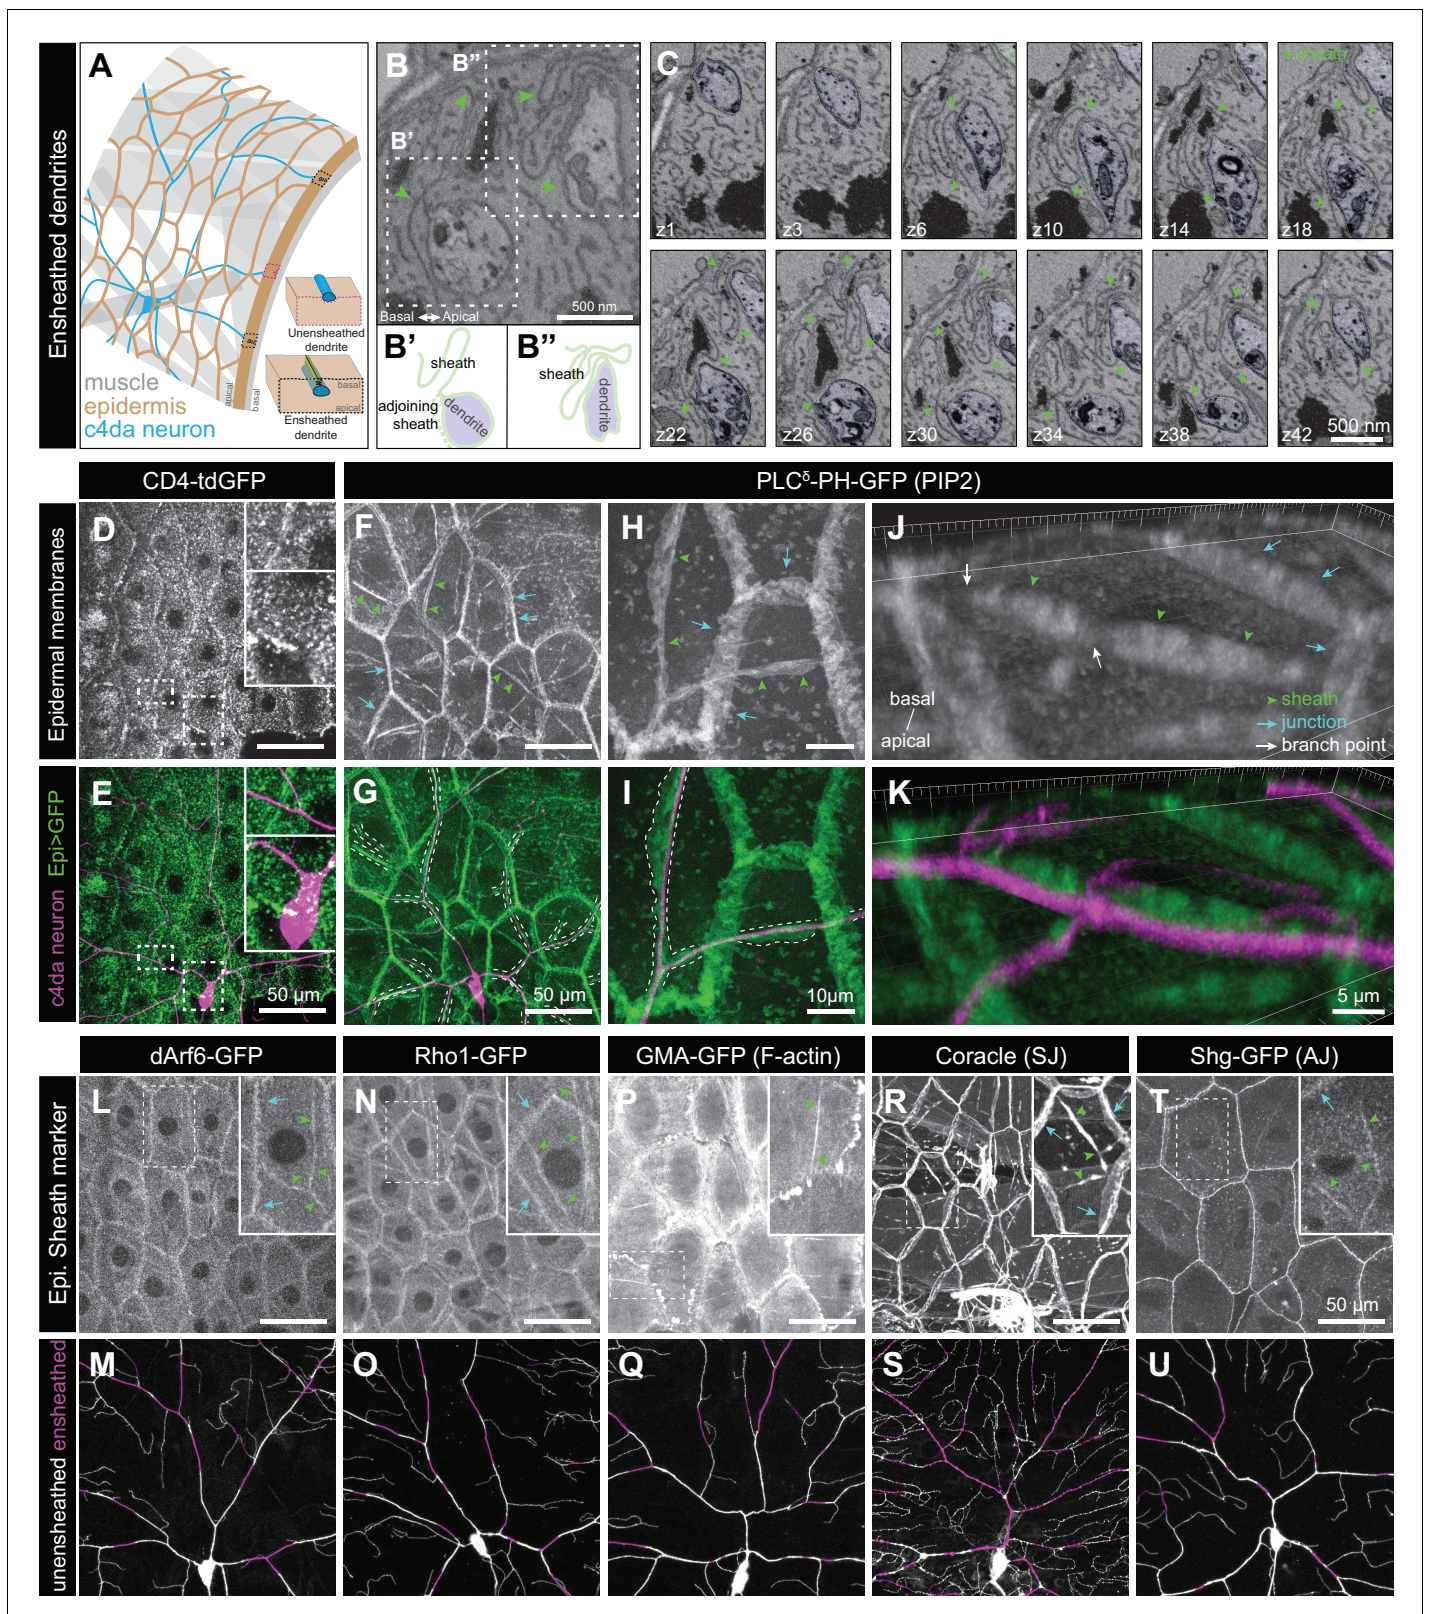 Ensheathed dendrites
A
apical
basal
Unensheathed
dendrite
basal
apical
Ensheathed
dendrite
muscle
epidermis
c4da neuron
B
B''
B'
Basal
Apical
500 nm
B'
sheath
adjoining
sheath
dendrite
B''
sheath
dendrite
C
sheath
z1
z3
z6
z10
z14
z18
z22
z26
z30
z34
z38
z42
500 nm
CD4-tdGFP
PLCδ-PH-GFP (PIP2)
Epidermal membranes
D
F
H
J
basal
apical
sheath
junction
branch point
c4da neuron Epi>GFP
E
50 µm
G
50 µm
I
10µm
K
5 µm
dArf6-GFP
Rho1-GFP
GMA-GFP (F-actin)
Coracle (SJ)
Shg-GFP (AJ)
Epi. Sheath marker
L
N
P
R
T
50 µm
unensheathed ensheathed
M
O
Q
S
U